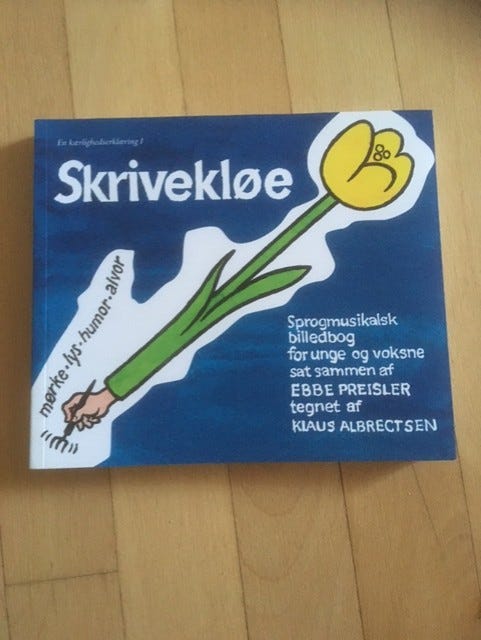 En kærlighedserklæring I
Skrivekløe
mørke·lys·humor·alvor
Sprogmusikalsk
billedbog
for unge og voksne
sat sammen af
EBBE PREISLER
tegnet af
KLAUS ALBRECTSEN